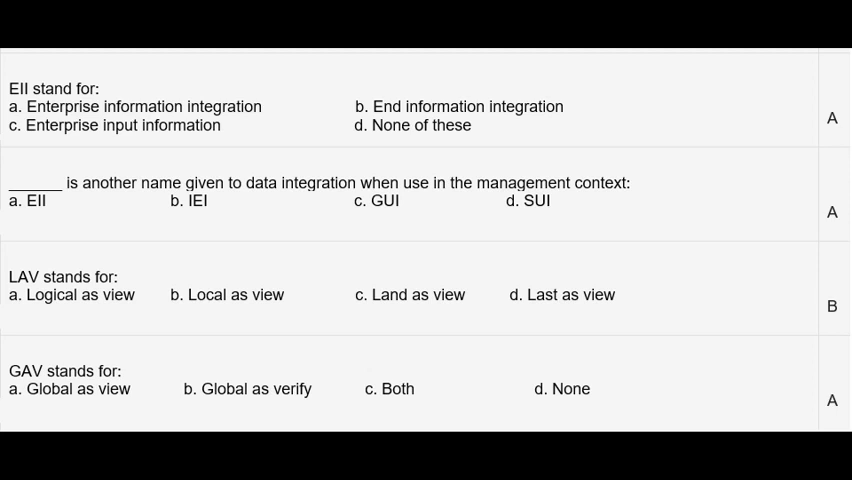 EII stand for:
a. Enterprise information integration b. End information integration
c. Enterprise input information d. None of these
A
______ is another name given to data integration when use in the management context:
a. EII b. IEI c. GUI d. SUI
A
LAV stands for:
a. Logical as view b. Local as view c. Land as view d. Last as view
B
GAV stands for:
a. Global as view b. Global as verify c. Both d. None
A